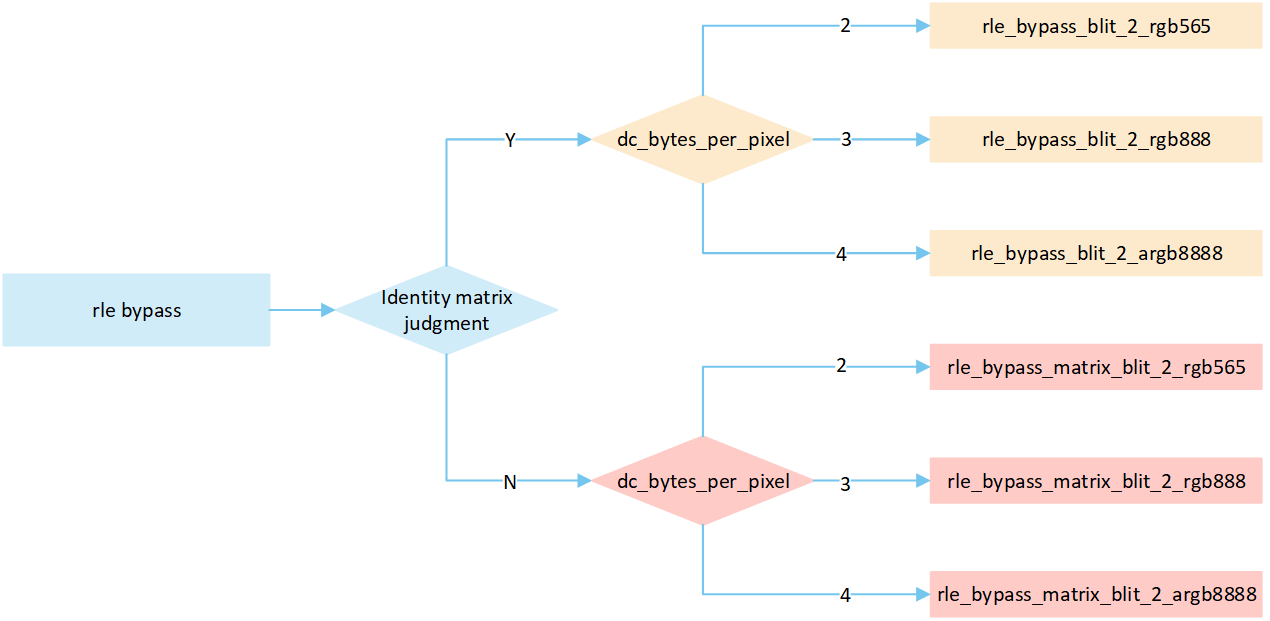 2
rle_bypass_blit_2_rgb565
Y
dc_bytes_per_pixel
3
rle_bypass_blit_2_rgb888
4
rle_bypass_blit_2_argb8888
rle bypass
Identity matrix
judgment
2
rle_bypass_matrix_blit_2_rgb565
N
dc_bytes_per_pixel
3
rle_bypass_matrix_blit_2_rgb888
4
rle_bypass_matrix_blit_2_argb8888